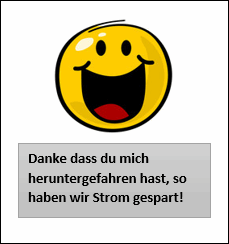 Danke dass du mich
heruntergefahren hast, so
haben wir Strom gespart!